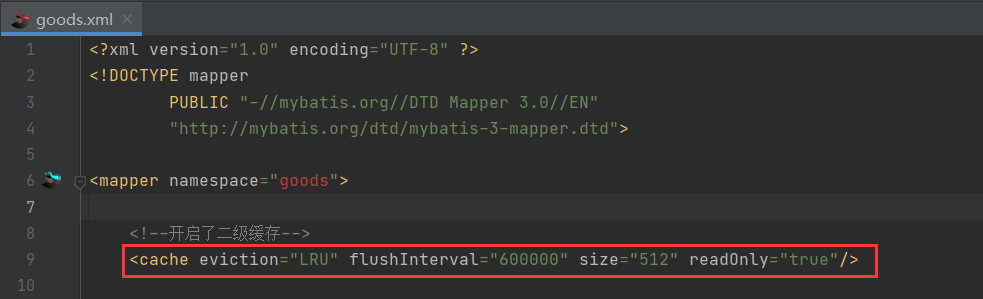 goods.xml
1 <?xml version="1.0" encoding="UTF-8" ?>
2 <!DOCTYPE mapper
3 PUBLIC "-//mybatis.org//DTD Mapper 3.0//EN"
4 "http://mybatis.org/dtd/mybatis-3-mapper.dtd">
5
6 <mapper namespace="goods">
7
8 <!--开启了二级缓存-->
9 <cache eviction="LRU" flushInterval="600000" size="512" readOnly="true"/>
10